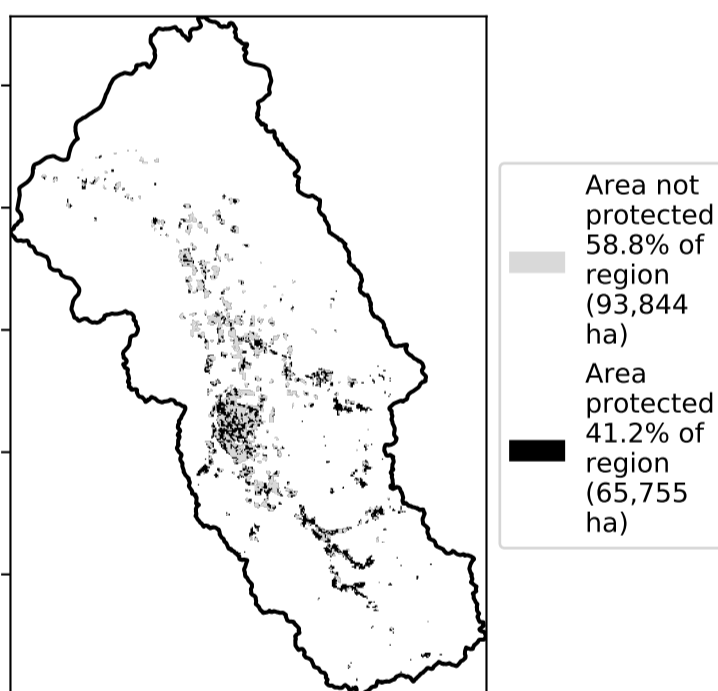 Area not
protected
58.8% of
region
(93,844
ha)
Area
protected
41.2% of
region
(65,755
ha)